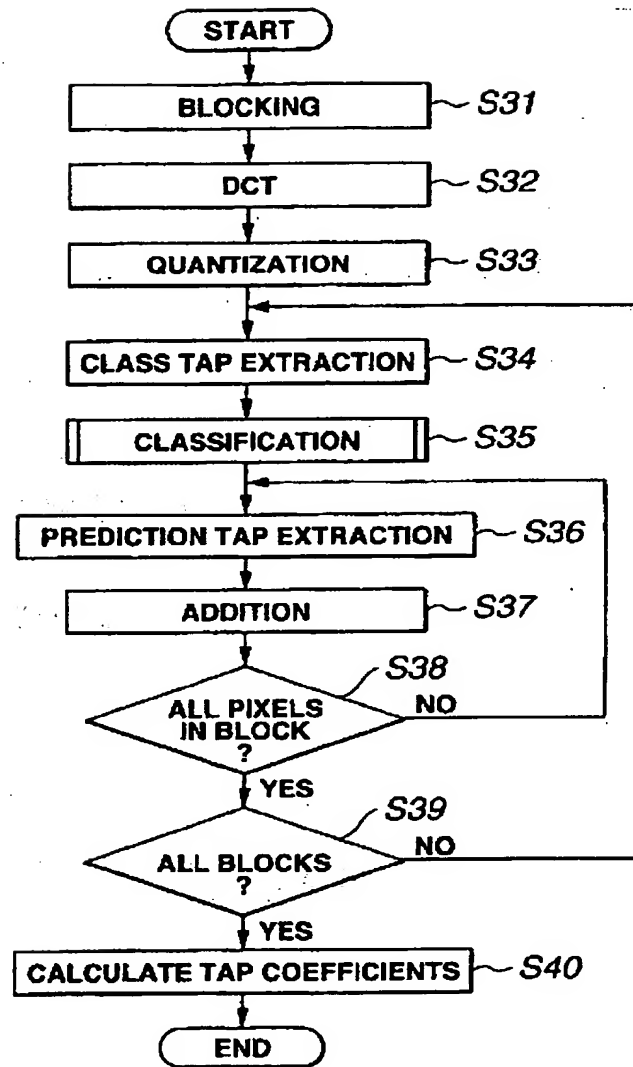 START
BLOCKING S31
DCT S32
QUANTIZATION S33
CLASS TAP EXTRACTION S34
CLASSIFICATION S35
PREDICTION TAP EXTRACTION S36
ADDITION S37
S38
ALL PIXELS
IN BLOCK
?
NO
YES
S39
ALL BLOCKS
?
NO
YES
CALCULATE TAP COEFFICIENTS S40
END